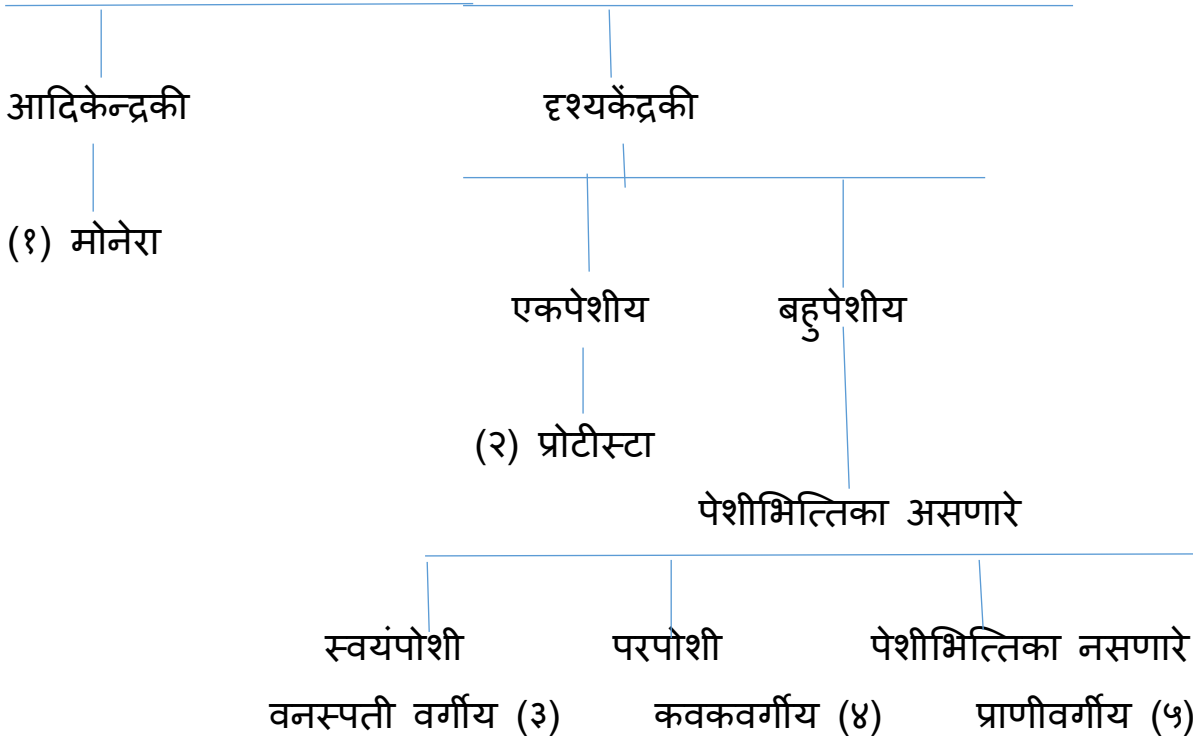 आदिकेन्द्रकी दृश्यकेंद्रकी
(१) मोनेरा
एकपेशीय बहुपेशीय
(२) प्रोटीस्टा
पेशीभित्तिका असणारे
स्वयंपोशी परपोशी पेशीभित्तिका नसणारे
वनस्पती वर्गीय (३) कवकवर्गीय (४) प्राणीवर्गीय (५)